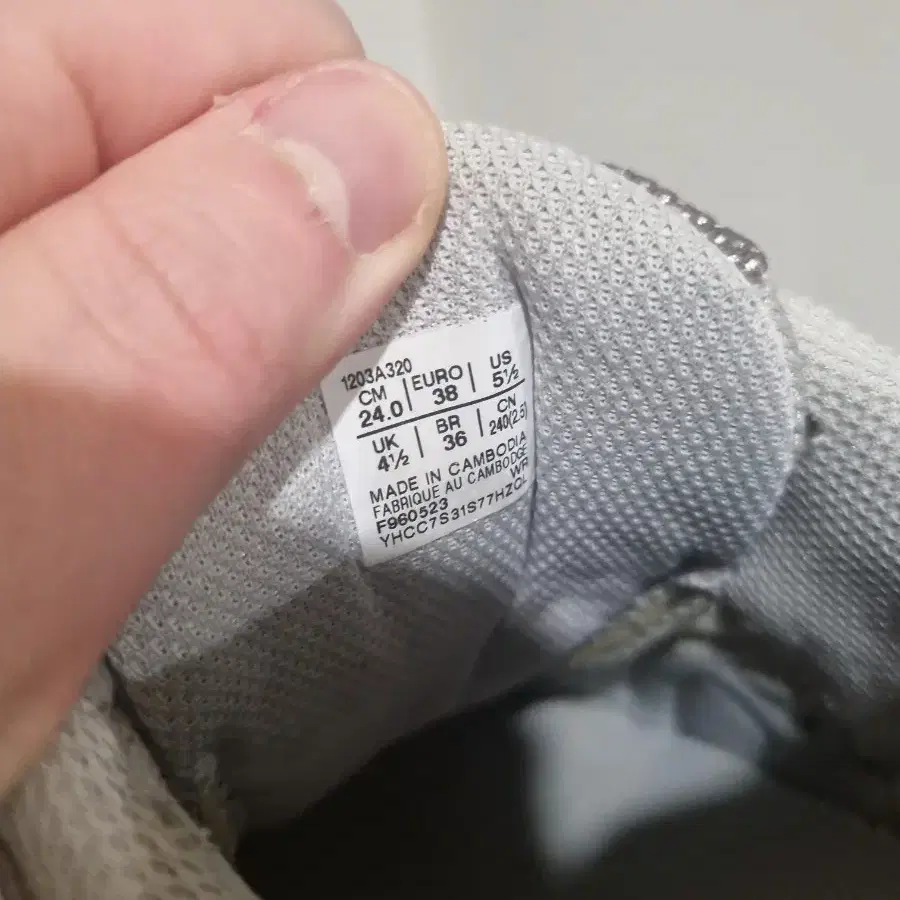 1203A320
CM | EURO | US
24.0 | 38 | 5½
UK | BR | CN
4½ | 36 | 240(2.5)
MADE IN CAMBODIA
FABRIQUE AU CAMBODGE
F960523 WR
YHCC7S31S77HZQL